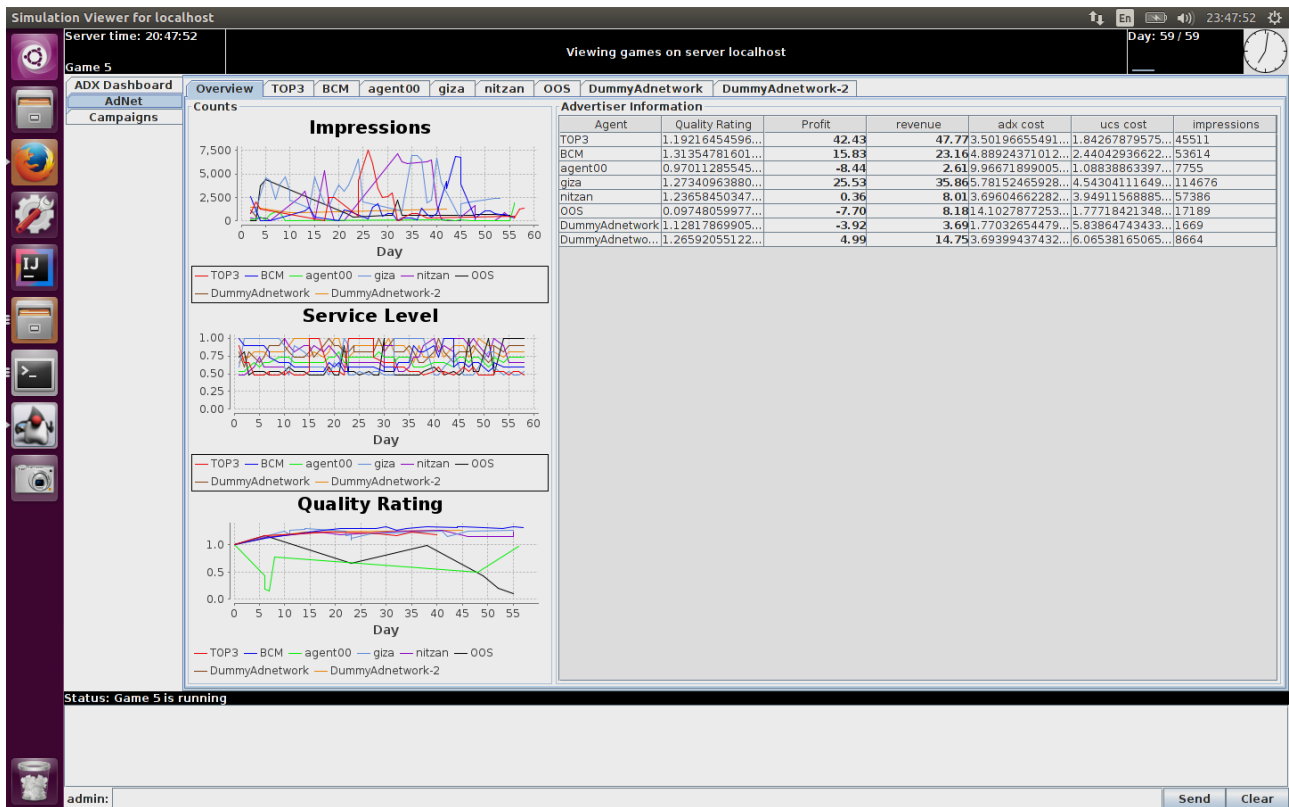 Simulation Viewer for localhost
En
23:47:52
Server time: 20:47:52
Game 5
Viewing games on server localhost
Day: 59 / 59
ADX Dashboard
AdNet
Campaigns
Overview TOP3 BCM agent00 giza nitzan OOS DummyAdnetwork DummyAdnetwork-2
Counts
Impressions
7,500
5,000
2,500
0
0 5 10 15 20 25 30 35 40 45 50 55 60
Day
TOP3 BCM agent00 giza nitzan OOS
DummyAdnetwork DummyAdnetwork-2
Service Level
1.00
0.75
0.50
0.25
0.00
0 5 10 15 20 25 30 35 40 45 50 55 60
Day
TOP3 BCM agent00 giza nitzan OOS
DummyAdnetwork DummyAdnetwork-2
Quality Rating
1.0
0.5
0.0
0 5 10 15 20 25 30 35 40 45 50 55
Day
TOP3 BCM agent00 giza nitzan OOS
DummyAdnetwork DummyAdnetwork-2
Advertiser Information
Agent Quality Rating Profit revenue adx cost ucs cost impressions
TOP3 1.19216454596... 42.43 47.77 3.50196655491... 1.84267879575... 45511
BCM 1.31354781601... 15.83 23.16 4.88924371012... 2.44042936622... 53614
agent00 0.97011285545... -8.44 2.61 9.96671899005... 1.08838863397... 7755
giza 1.27340963880... 25.53 35.86 5.78152465928... 4.54304111649... 114676
nitzan 1.23658450347... 0.36 8.01 3.69604662282... 3.94911568885... 57386
OOS 0.09748059977... -7.70 8.18 14.1027877253... 1.77718421348... 17189
DummyAdnetwork 1.12817869905... -3.92 3.69 1.77032654479... 5.83864743433... 1669
DummyAdnetwo... 1.26592055122... 4.99 14.75 3.69399437432... 6.06538165065... 8664
Status: Game 5 is running
admin:
Send Clear